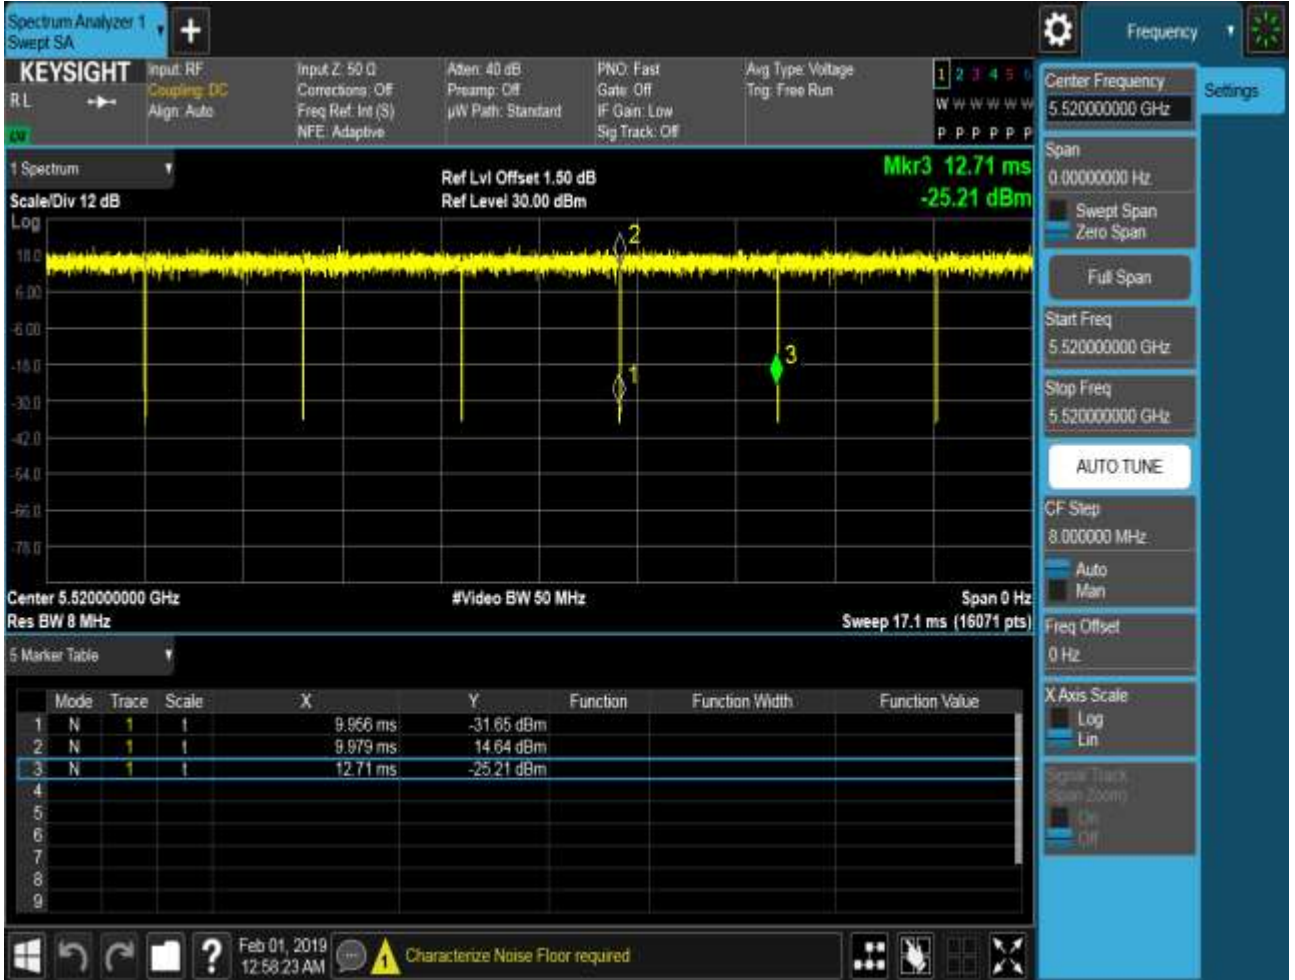 Spectrum Analyzer 1
Swept SA
Frequency
KEYSIGHT
RL
Input: RF
Coupling: DC
Align: Auto
Input Z: 50 Ω
Corrections: Off
Freq Ref: Int (S)
NFE: Adaptive
Atten: 40 dB
Preamp: Off
µW Path: Standard
PNO: Fast
Gate: Off
IF Gain: Low
Sig Track: Off
Avg Type: Voltage
Trig: Free Run
1 2 3 4 5 6
W W W W W W
P P P P P P
Settings
1 Spectrum
Scale/Div 12 dB
Ref Lvl Offset 1.50 dB
Ref Level 30.00 dBm
Mkr3 12.71 ms
-25.21 dBm
Log
18.0
6.00
-6.00
-18.0
-30.0
-42.0
-54.0
-66.0
-78.0
2
1
3
Center 5.520000000 GHz
#Video BW 50 MHz
Span 0 Hz
Res BW 8 MHz
Sweep 17.1 ms (16071 pts)
5 Marker Table
Mode Trace Scale X Y Function Function Width Function Value
1 N 1 t 9.956 ms -31.65 dBm
2 N 1 t 9.979 ms 14.64 dBm
3 N 1 t 12.71 ms -25.21 dBm
4
5
6
7
8
9
Center Frequency
5.520000000 GHz
Span
0.00000000 Hz
Swept Span
Zero Span
Full Span
Start Freq
5.520000000 GHz
Stop Freq
5.520000000 GHz
AUTO TUNE
CF Step
8.000000 MHz
Auto
Man
Freq Offset
0 Hz
X Axis Scale
Log
Lin
Signal Track
(Span Zoom)
On
Off
?
Feb 01, 2019
12:58:23 AM
1
Characterize Noise Floor required